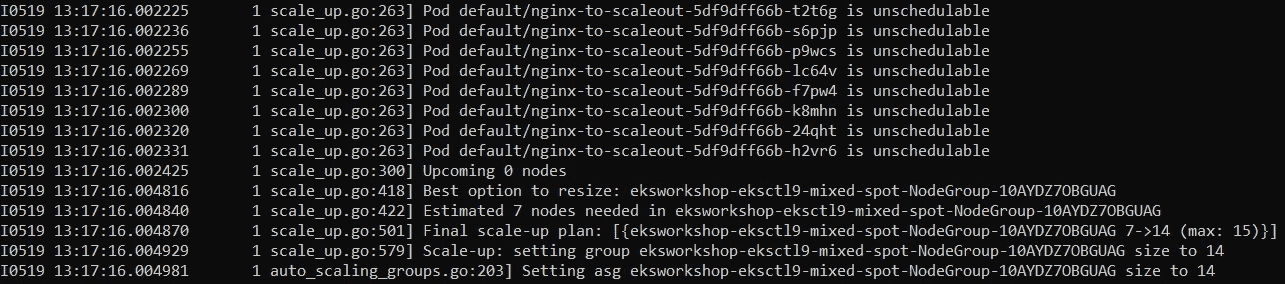 I0519 13:17:16.002225       1 scale_up.go:263] Pod default/nginx-to-scaleout-5df9dff66b-t2t6g is unschedulable
I0519 13:17:16.002236       1 scale_up.go:263] Pod default/nginx-to-scaleout-5df9dff66b-s6pjp is unschedulable
I0519 13:17:16.002255       1 scale_up.go:263] Pod default/nginx-to-scaleout-5df9dff66b-p9wcs is unschedulable
I0519 13:17:16.002269       1 scale_up.go:263] Pod default/nginx-to-scaleout-5df9dff66b-lc64v is unschedulable
I0519 13:17:16.002289       1 scale_up.go:263] Pod default/nginx-to-scaleout-5df9dff66b-f7pw4 is unschedulable
I0519 13:17:16.002300       1 scale_up.go:263] Pod default/nginx-to-scaleout-5df9dff66b-k8mhn is unschedulable
I0519 13:17:16.002320       1 scale_up.go:263] Pod default/nginx-to-scaleout-5df9dff66b-24qht is unschedulable
I0519 13:17:16.002331       1 scale_up.go:263] Pod default/nginx-to-scaleout-5df9dff66b-h2vr6 is unschedulable
I0519 13:17:16.002425       1 scale_up.go:300] Upcoming 0 nodes
I0519 13:17:16.004816       1 scale_up.go:418] Best option to resize: eksworkshop-eksctl9-mixed-spot-NodeGroup-10AYDZ7OBGUAG
I0519 13:17:16.004840       1 scale_up.go:422] Estimated 7 nodes needed in eksworkshop-eksctl9-mixed-spot-NodeGroup-10AYDZ7OBGUAG
I0519 13:17:16.004870       1 scale_up.go:501] Final scale-up plan: [{eksworkshop-eksctl9-mixed-spot-NodeGroup-10AYDZ7OBGUAG 7->14 (max: 15)}]
I0519 13:17:16.004929       1 scale_up.go:579] Scale-up: setting group eksworkshop-eksctl9-mixed-spot-NodeGroup-10AYDZ7OBGUAG size to 14
I0519 13:17:16.004981       1 auto_scaling_groups.go:203] Setting asg eksworkshop-eksctl9-mixed-spot-NodeGroup-10AYDZ7OBGUAG size to 14